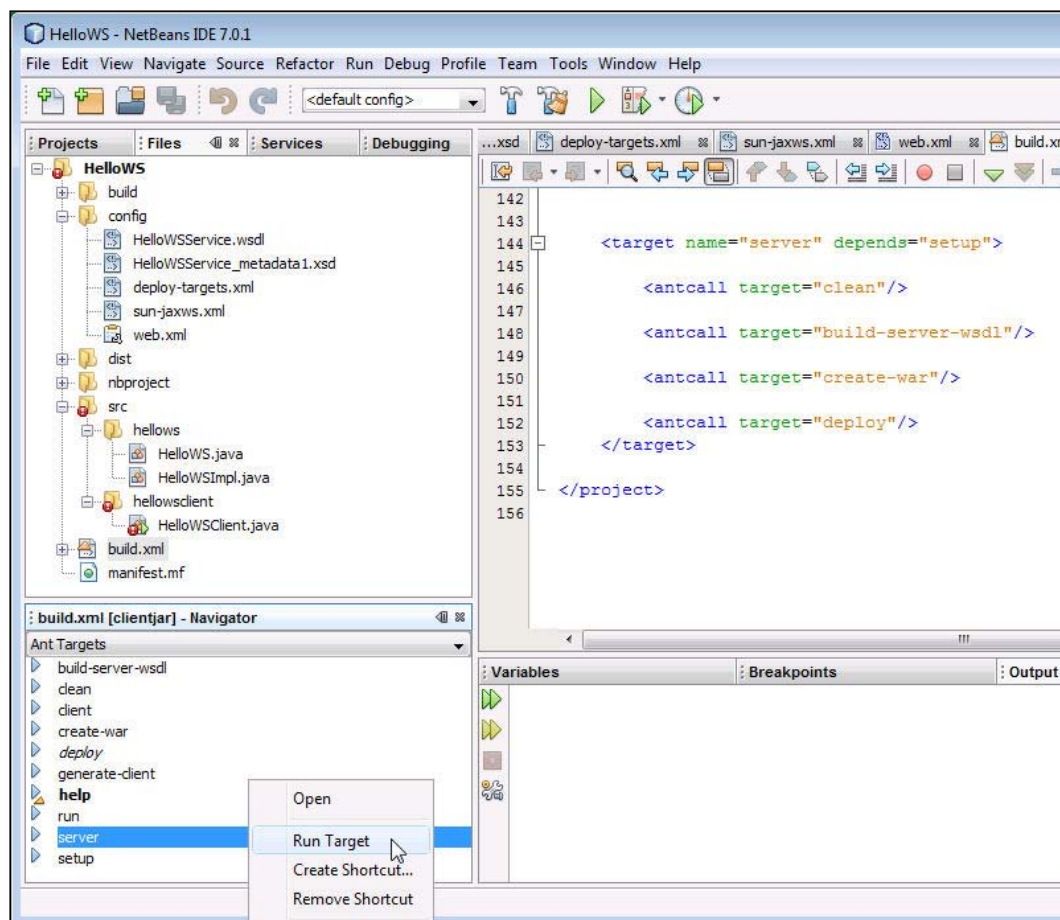 HelloWS - NetBeans IDE 7.0.1
File Edit View Navigate Source Refactor Run Debug Profile Team Tools Window Help
<default config>
Projects Files Services Debugging
HelloWS
build
config
HelloWSService.wsdl
HelloWSService_metadata1.xsd
deploy-targets.xml
sun-jaxws.xml
web.xml
dist
nbproject
src
hellows
HelloWS.java
HelloWSImpl.java
hellowsclient
HelloWSClient.java
build.xml
manifest.mf
build.xml [clientjar] - Navigator
Ant Targets
build-server-wsdl
clean
client
create-war
deploy
generate-client
help
run
server
setup
Open
Run Target
Create Shortcut...
Remove Shortcut
...xsd deploy-targets.xml sun-jaxws.xml web.xml
142
143
144 <target name="server" depends="setup">
145
146 <antcall target="clean"/>
147
148 <antcall target="build-server-wsdl"/>
149
150 <antcall target="create-war"/>
151
152 <antcall target="deploy"/>
153 </target>
154
155 </project>
156
Variables Breakpoints Output